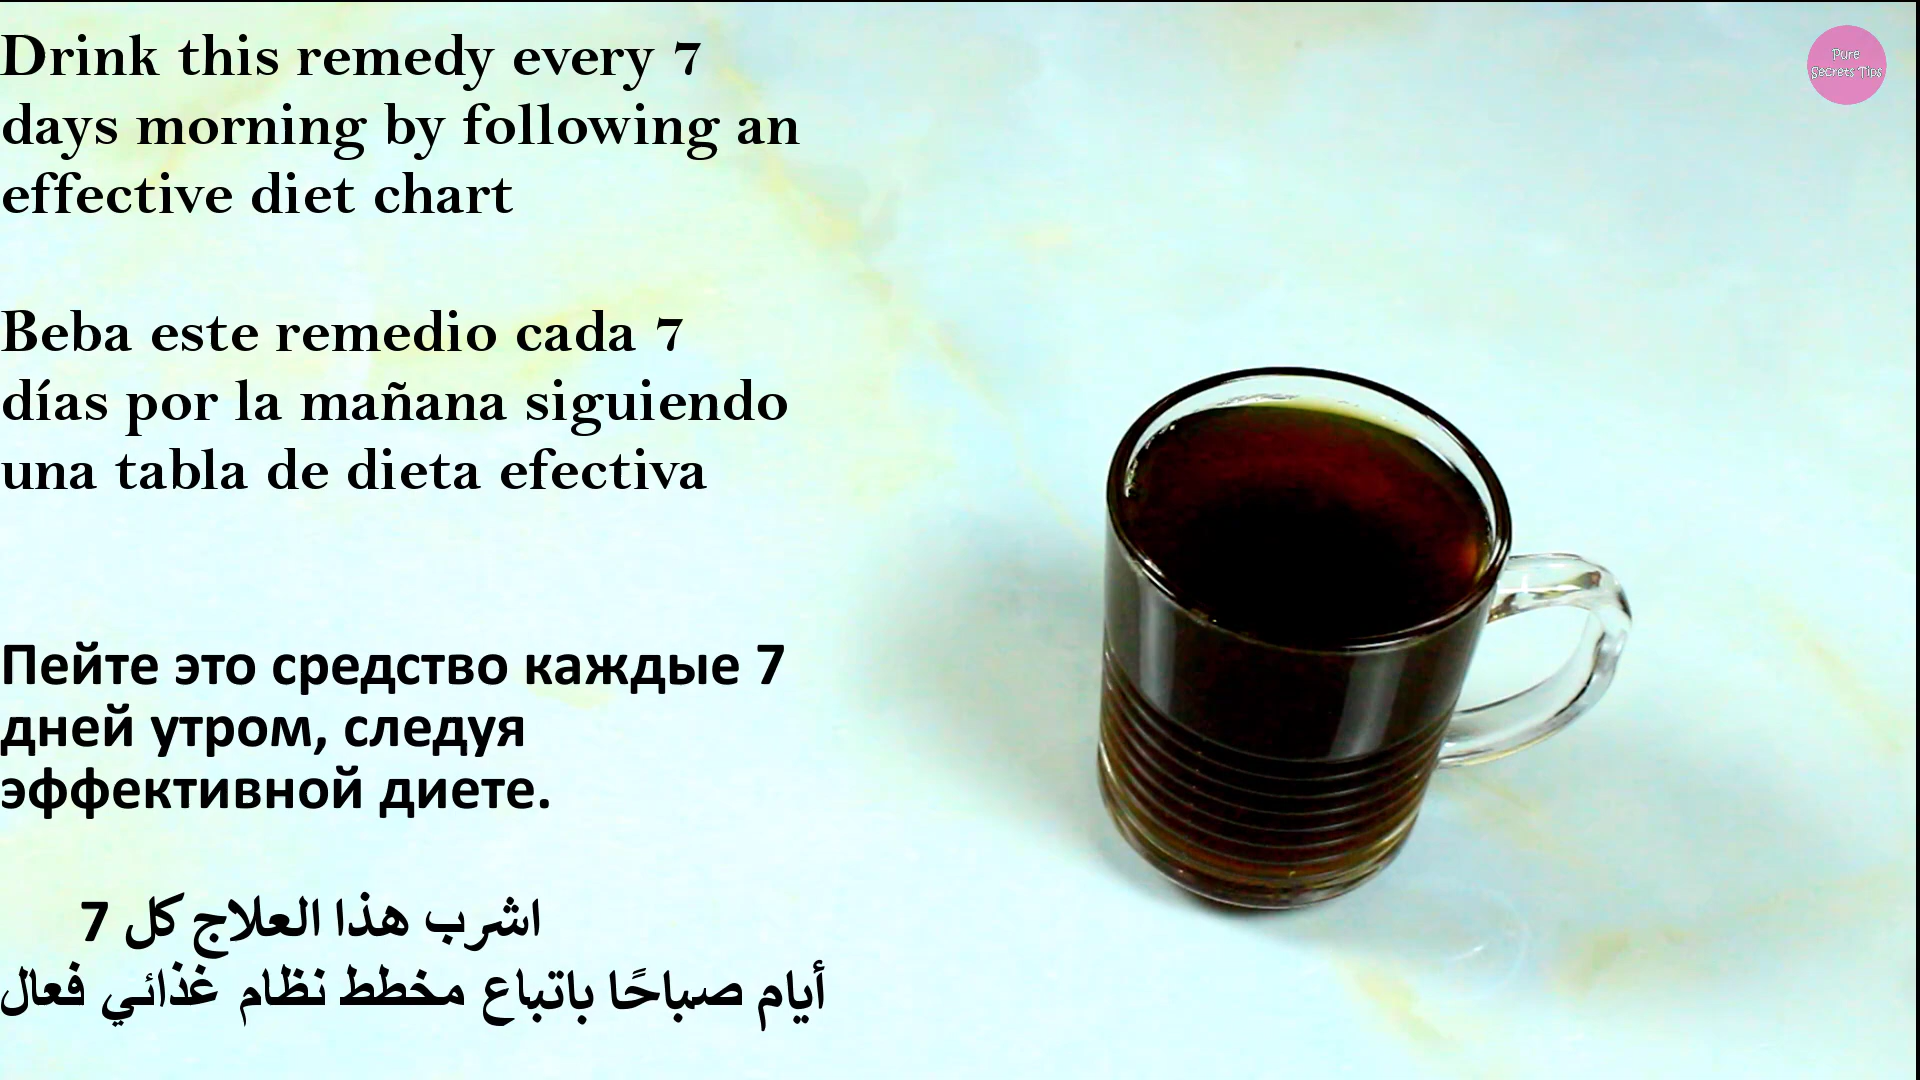 Drink this remedy every 7
days morning by following an
effective diet chart
Beba este remedio cada 7
días por la mañana siguiendo
una tabla de dieta efectiva
Пейте это средство каждые 7
дней утром, следуя
эффективной диете.
اشرب هذا العلاج كل 7
أيام صباحًا باتباع مخطط نظام غذائي فعال
Pure
Secrets Tips